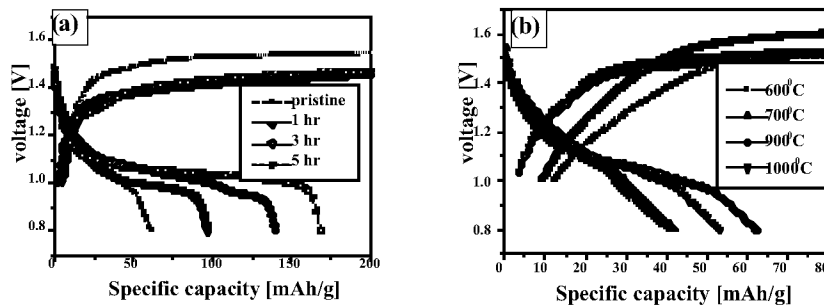 (a)
voltage [V]
1.6
1.4
1.2
1.0
0.8
pristine
1 hr
3 hr
5 hr
0 50 100 150 200
Specific capacity [mAh/g]
(b)
voltage [V]
1.6
1.4
1.2
1.0
0.8
600⁰C
700⁰C
900⁰C
1000⁰C
0 10 20 30 40 50 60 70 80
Specific capacity [mAh/g]